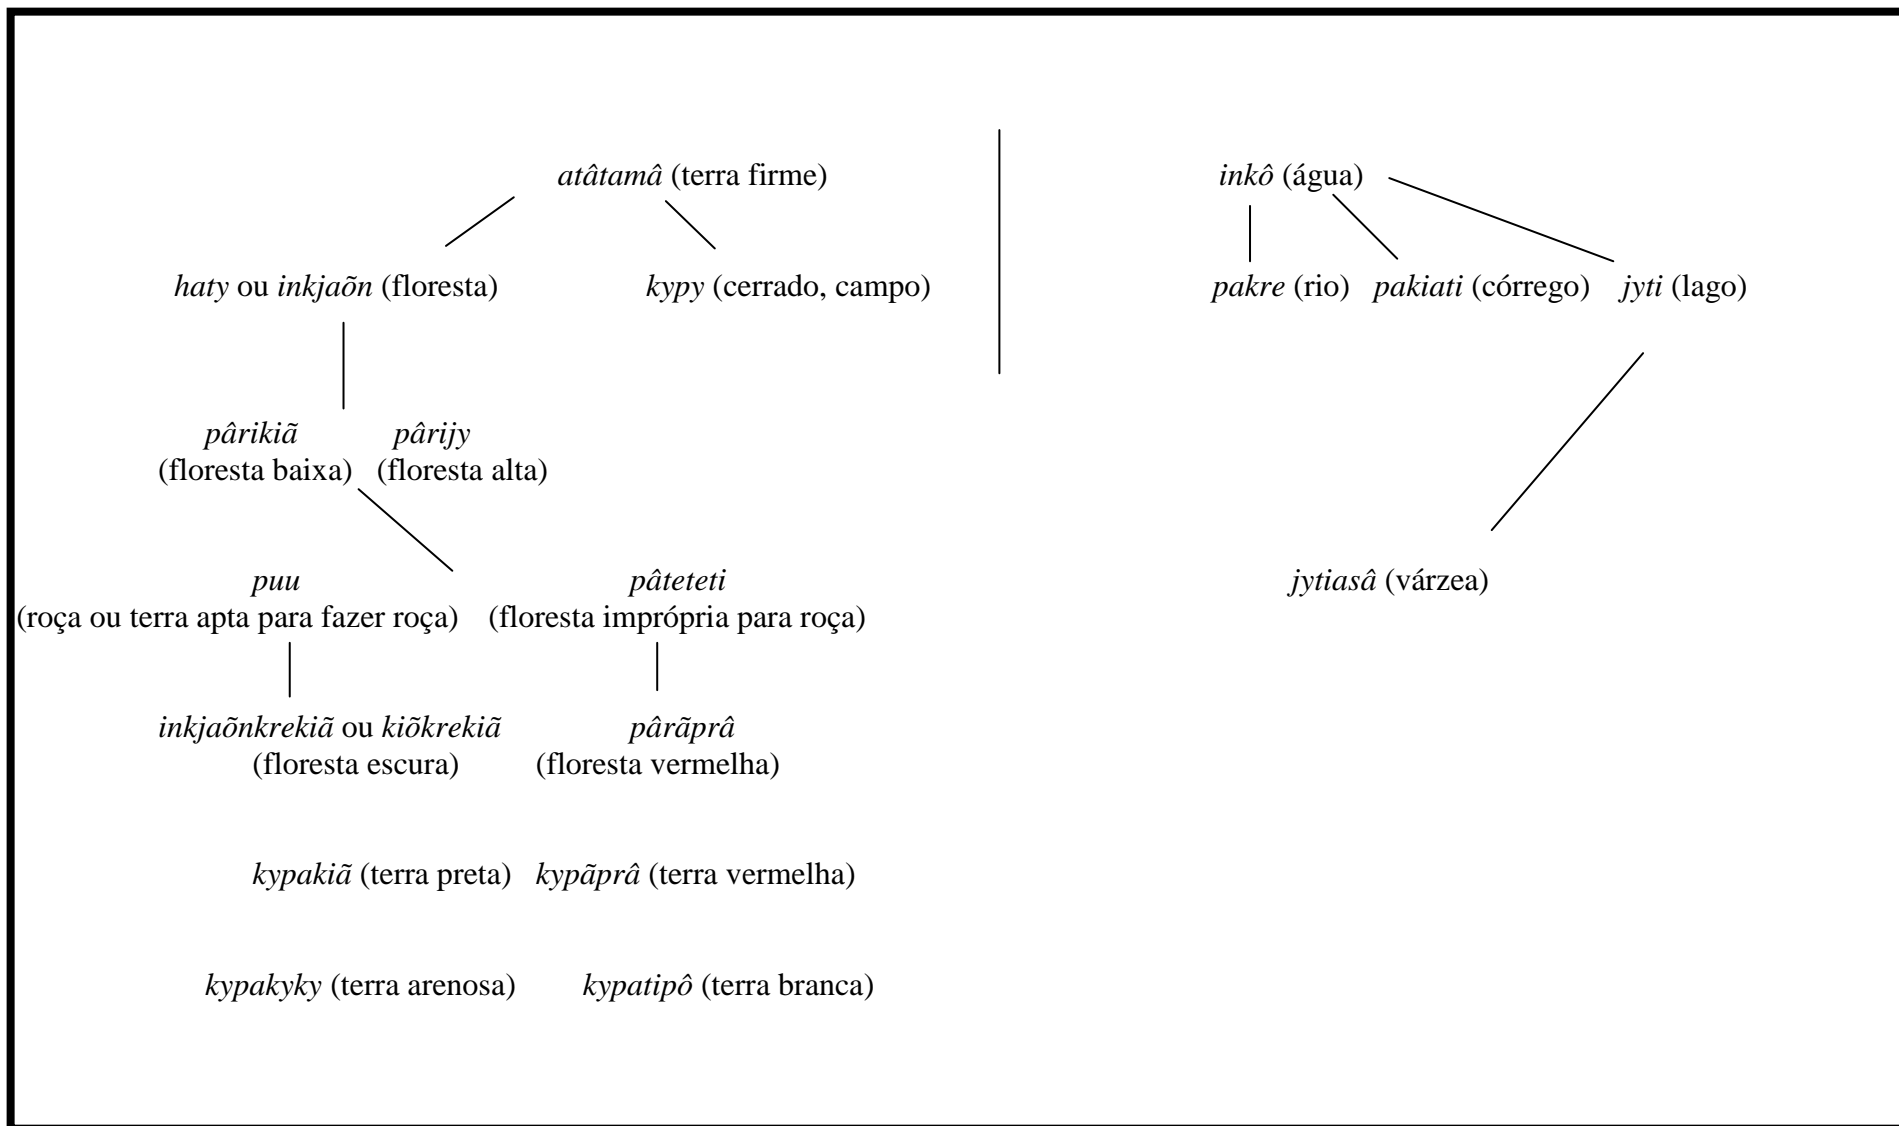 atâtamâ (terra firme) inkô (água)
haty ou inkjaõn (floresta) kypy (cerrado, campo) pakre (rio) pakiati (córrego) jyti (lago)
pârikiã pârijy
(floresta baixa) (floresta alta)
puu pâteteti jytiasâ (várzea)
(roça ou terra apta para fazer roça) (floresta imprópria para roça)
inkjaõnkrekiã ou kiõkrekiã pârãprâ
(floresta escura) (floresta vermelha)
kypakiã (terra preta) kypãprâ (terra vermelha)
kypakyky (terra arenosa) kypatipô (terra branca)